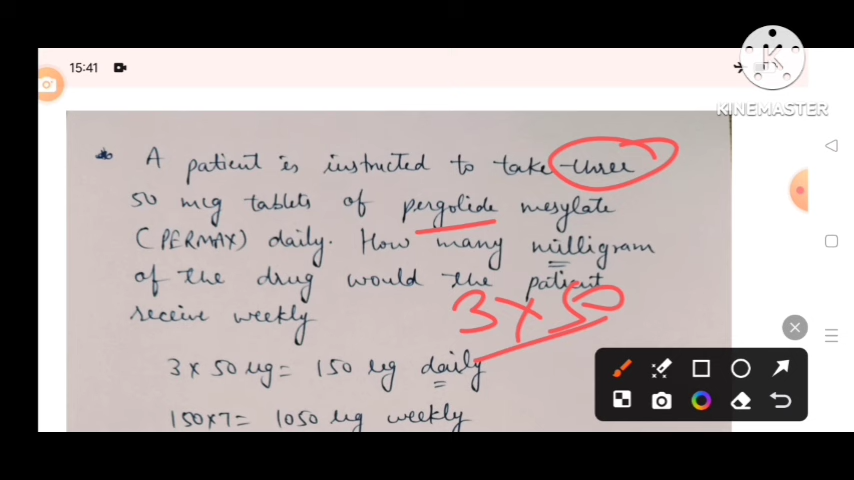 15:41
K
KINEMASTER
A patient is instructed to take three
50 mcg tablets of pergolide mesylate
(PERMAX) daily. How many milligram
of the drug would the patient
receive weekly
3 x 50
3 x 50 ug = 150 ug daily
150x7 = 1050 ug weekly